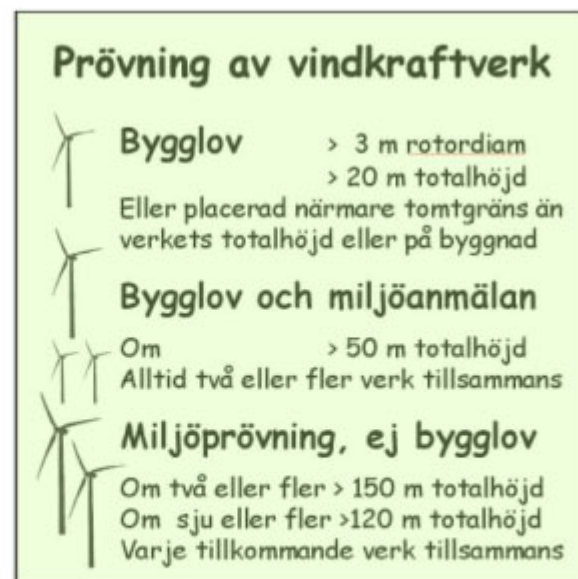 Prövning av vindkraftverk
Bygglov > 3 m rotordiam
> 20 m totalhöjd
Eller placerad närmare tomtgräns än
verkets totalhöjd eller på byggnad
Bygglov och miljöanmälan
Om > 50 m totalhöjd
Alltid två eller fler verk tillsammans
Miljöprövning, ej bygglov
Om två eller fler > 150 m totalhöjd
Om sju eller fler >120 m totalhöjd
Varje tillkommande verk tillsammans